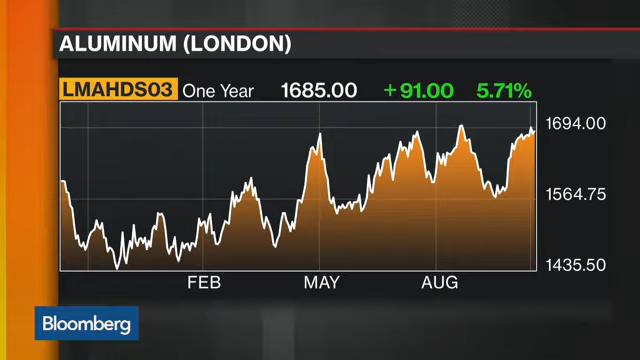 ALUMINUM (LONDON)
LMAHDS03 One Year 1685.00 +91.00 5.71%
1694.00
1564.75
1435.50
FEB MAY AUG
Bloomberg